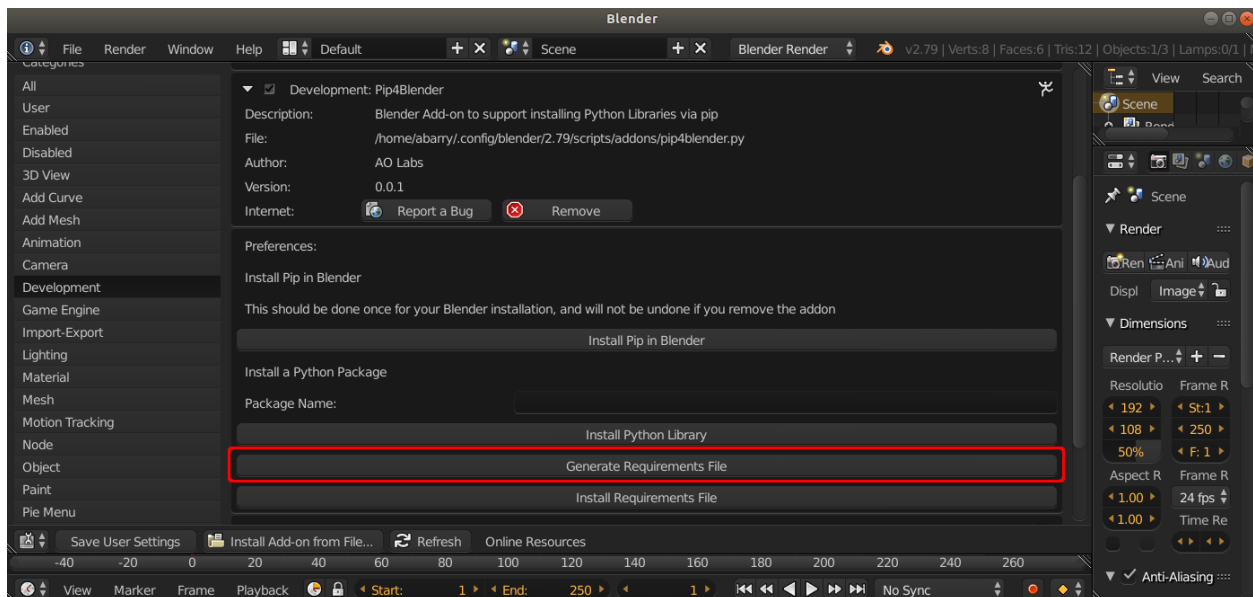 Blender
File Render Window Help Default Scene Blender Render v2.79 | Verts:8 | Faces:6 | Tris:12 | Objects:1/3 | Lamps:0/1 |
Categories
All
User
Enabled
Disabled
3D View
Add Curve
Add Mesh
Animation
Camera
Development
Game Engine
Import-Export
Lighting
Material
Mesh
Motion Tracking
Node
Object
Paint
Pie Menu
Development: Pip4Blender
Description: Blender Add-on to support installing Python Libraries via pip
File: /home/abarry/.config/blender/2.79/scripts/addons/pip4blender.py
Author: AO Labs
Version: 0.0.1
Internet: Report a Bug Remove
Preferences:
Install Pip in Blender
This should be done once for your Blender installation, and will not be undone if you remove the addon
Install Pip in Blender
Install a Python Package
Package Name:
Install Python Library
Generate Requirements File
Install Requirements File
Save User Settings Install Add-on from File... Refresh Online Resources
-40 -20 0 20 40 60 80 100 120 140 160 180 200 220 240 260
View Marker Frame Playback Start: 1 End: 250 1 No Sync
View Search
Scene
Scene
Render
Ren Ani Aud
Displ Image
Dimensions
Render P...
Resolutio Frame R
192 St:1
108 250
50% F: 1
Aspect R Frame R
1.00 24 fps
1.00 Time Re
Anti-Aliasing